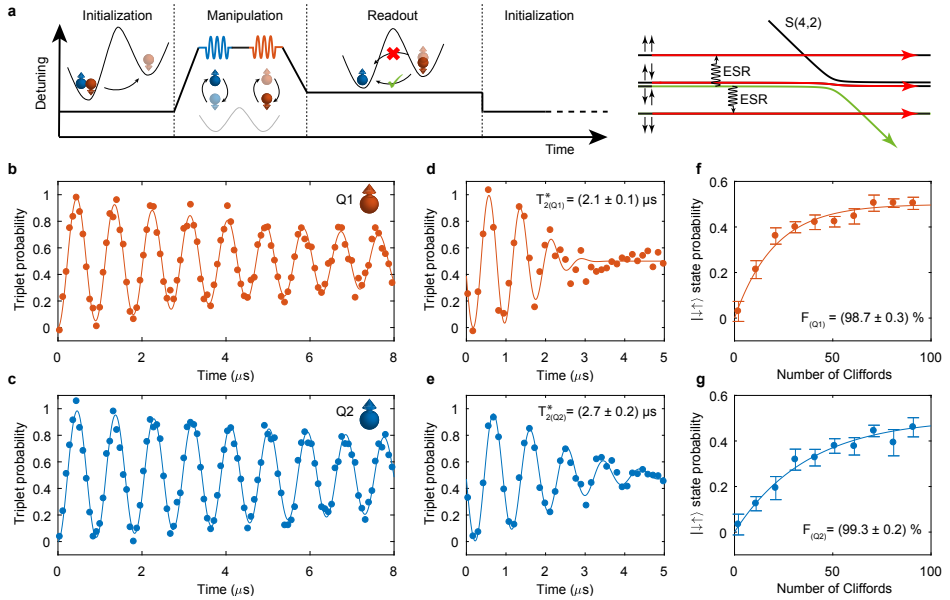 a
Initialization
Manipulation
Readout
Initialization
Detuning
Time
S(4,2)
ESR
ESR
b
Q1
Triplet probability
1
0.8
0.6
0.4
0.2
0
0 2 4 6 8
Time (μs)
d
T*2(Q1) = (2.1 ± 0.1) μs
Triplet probability
1
0.8
0.6
0.4
0.2
0
0 1 2 3 4 5
Time (μs)
f
|↓↑⟩ state probability
0.6
0.4
0.2
0
F(Q1) = (98.7 ± 0.3) %
0 50 100
Number of Cliffords
c
Q2
Triplet probability
1
0.8
0.6
0.4
0.2
0
0 2 4 6 8
Time (μs)
e
T*2(Q2) = (2.7 ± 0.2) μs
Triplet probability
1
0.8
0.6
0.4
0.2
0
0 1 2 3 4 5
Time (μs)
g
|↓↑⟩ state probability
0.6
0.4
0.2
0
F(Q2) = (99.3 ± 0.2) %
0 50 100
Number of Cliffords